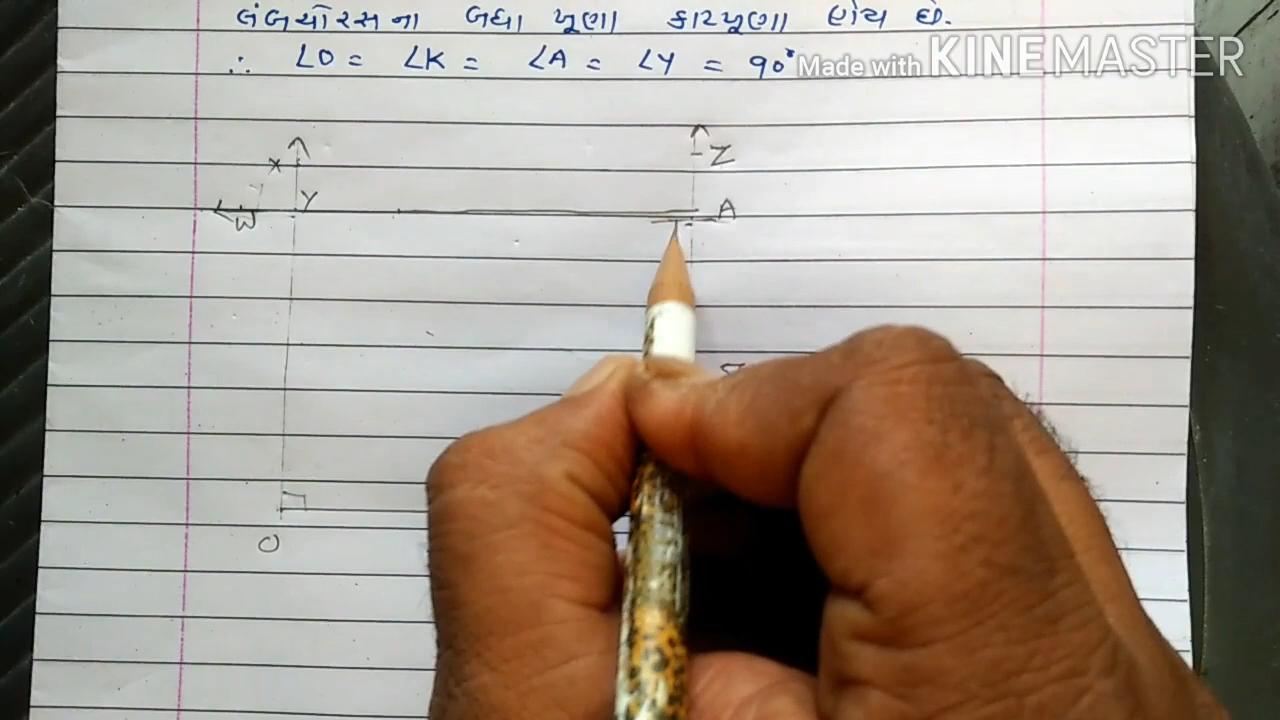 લંબચોરસના બધા ખૂણા કાટખૂણા હોય છે.
∴ ∠O = ∠K = ∠A = ∠Y = 90°
Made with KINEMASTER
X Z
Y A
W
O